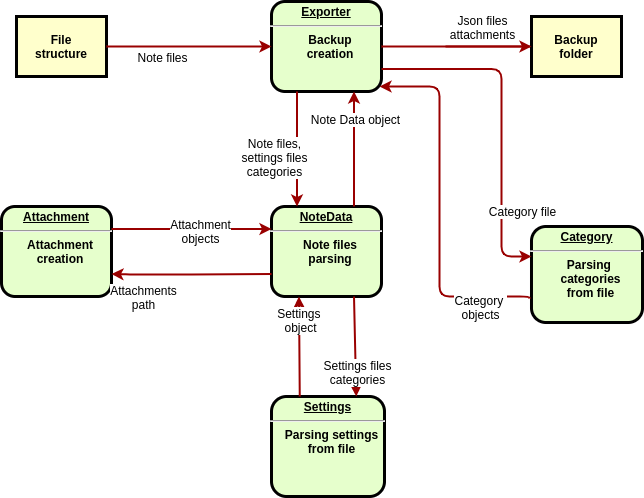 File
structure
Note files
Exporter
Backup
creation
Json files
attachments
Backup
folder
Note files,
settings files
categories
Note Data object
Category file
Attachment
Attachment
creation
Attachment
objects
Attachments
path
NoteData
Note files
parsing
Category
Parsing
categories
from file
Category
objects
Settings
object
Settings files
categories
Settings
Parsing settings
from file